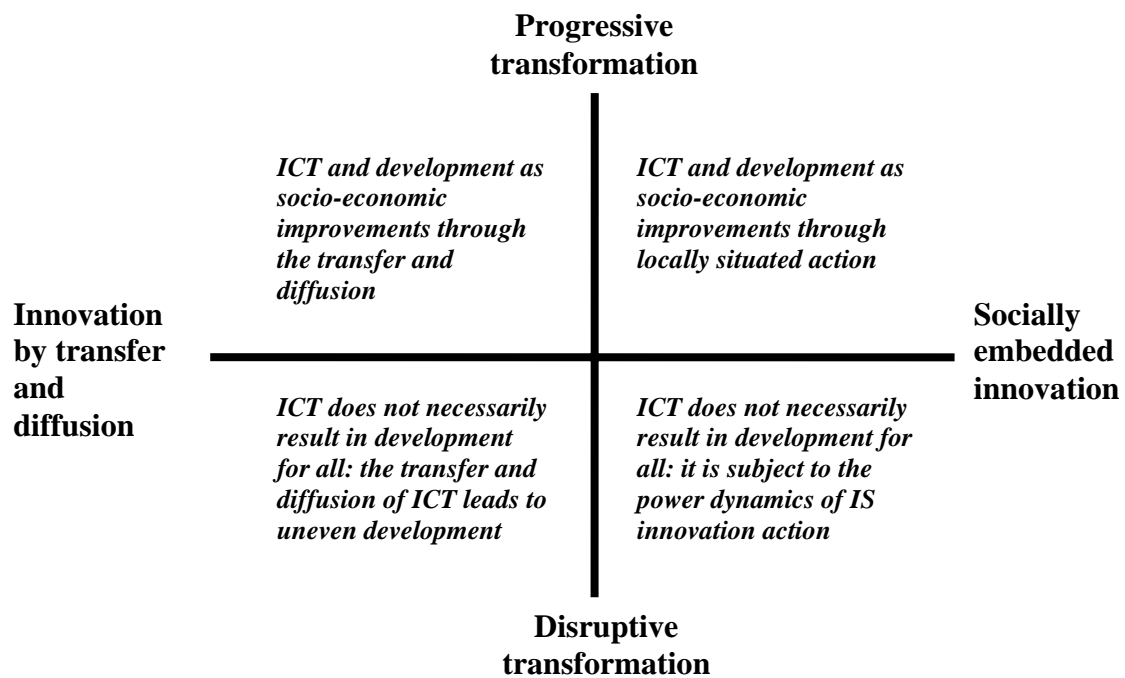 Progressive
transformation
ICT and development as
socio-economic
improvements through
the transfer and
diffusion
ICT and development as
socio-economic
improvements through
locally situated action
Innovation
by transfer
and
diffusion
Socially
embedded
innovation
ICT does not necessarily
result in development
for all: the transfer and
diffusion of ICT leads to
uneven development
ICT does not necessarily
result in development for
all: it is subject to the
power dynamics of IS
innovation action
Disruptive
transformation